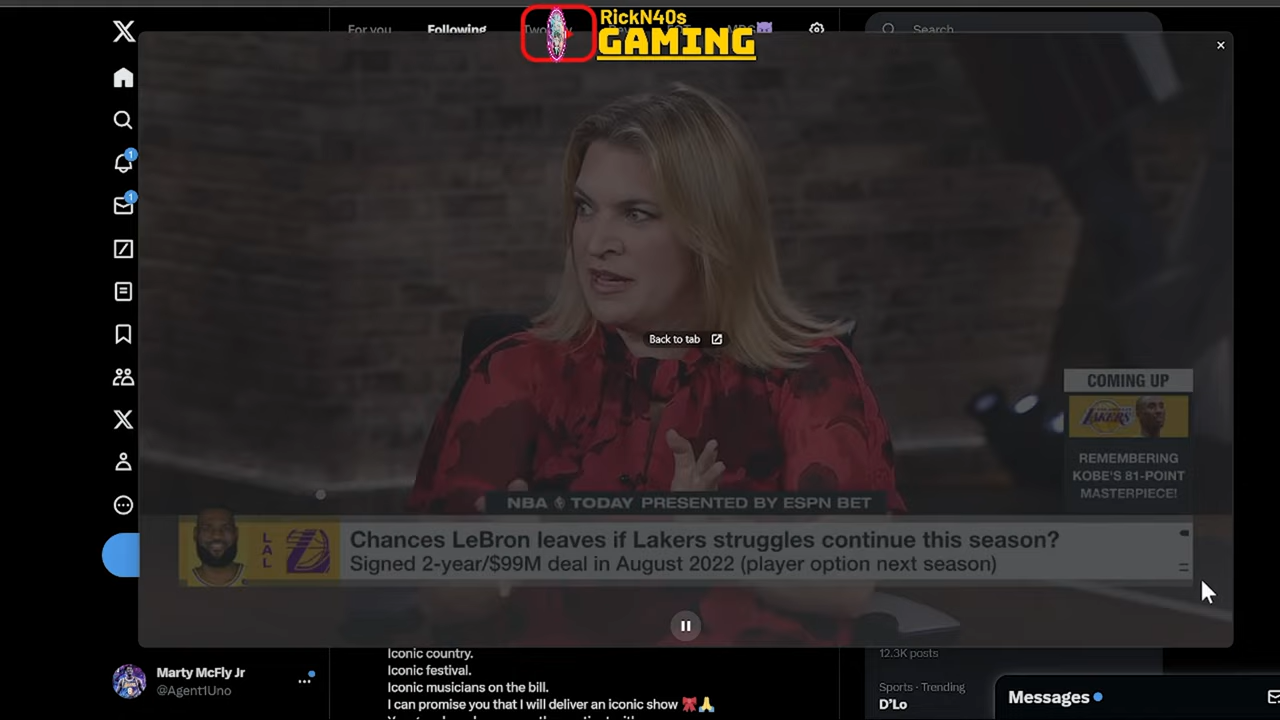 RickN40s
GAMING
For you
Following
Search
Back to tab
COMING UP
LAKERS
REMEMBERING
KOBE'S 81-POINT
MASTERPIECE!
NBA TODAY PRESENTED BY ESPN BET
LAL
Chances LeBron leaves if Lakers struggles continue this season?
Signed 2-year/$99M deal in August 2022 (player option next season)
1
1
Marty McFly Jr
@Agent1Uno
Iconic country.
Iconic festival.
Iconic musicians on the bill.
I can promise you that I will deliver an iconic show 🎀🙏
12.3K posts
Sports · Trending
D'Lo
Messages